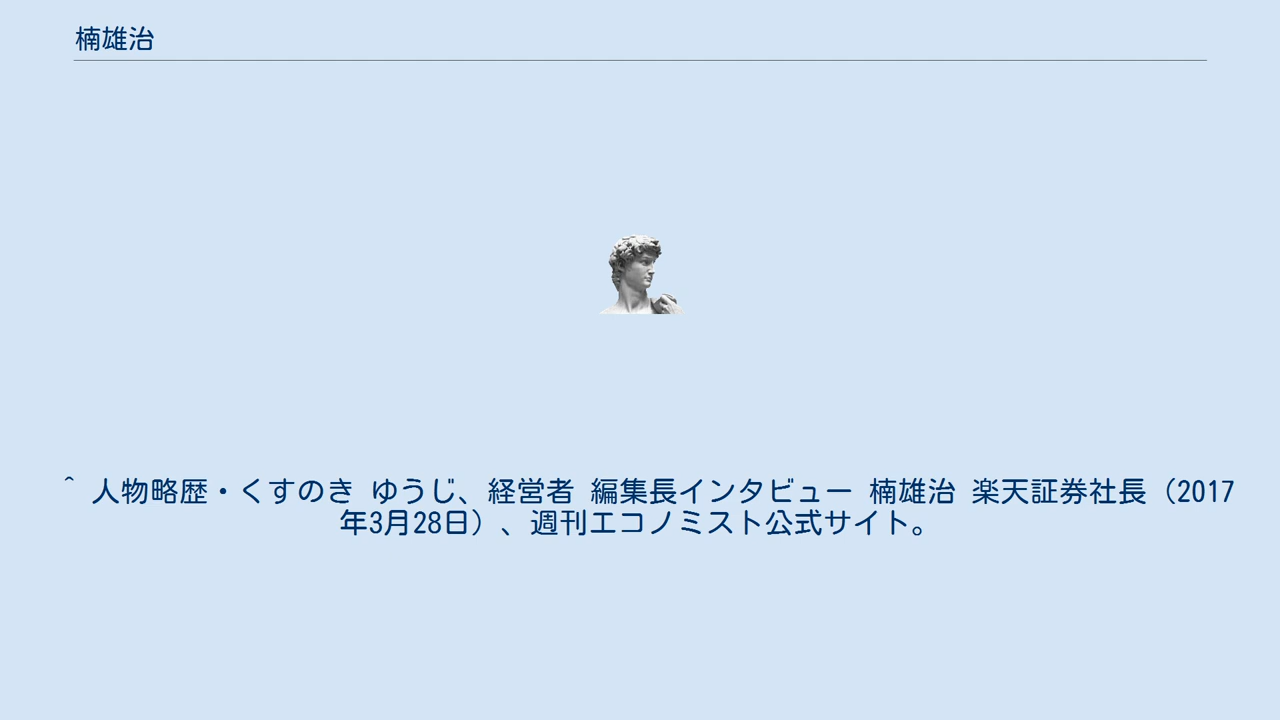 楠雄治
^ 人物略歴・くすのき ゆうじ、経営者 編集長インタビュー 楠雄治 楽天証券社長（2017
年3月28日）、週刊エコノミスト公式サイト。